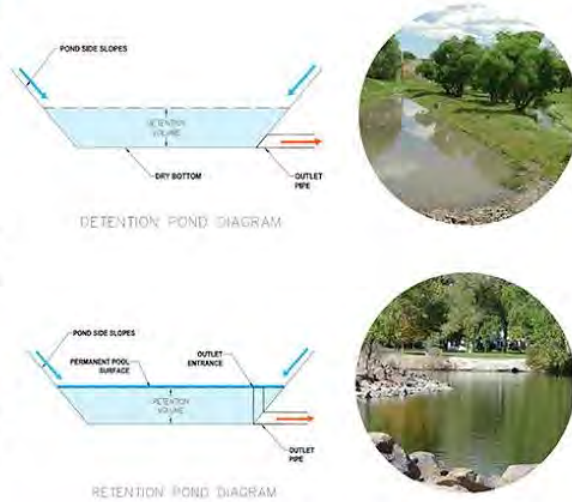 POND SIDE SLOPES
DETENTION
VOLUME
DRY BOTTOM
OUTLET
PIPE
DETENTION POND DIAGRAM
POND SIDE SLOPES
PERMANENT POOL
SURFACE
OUTLET
ENTRANCE
RETENTION
VOLUME
OUTLET
PIPE
RETENTION POND DIAGRAM